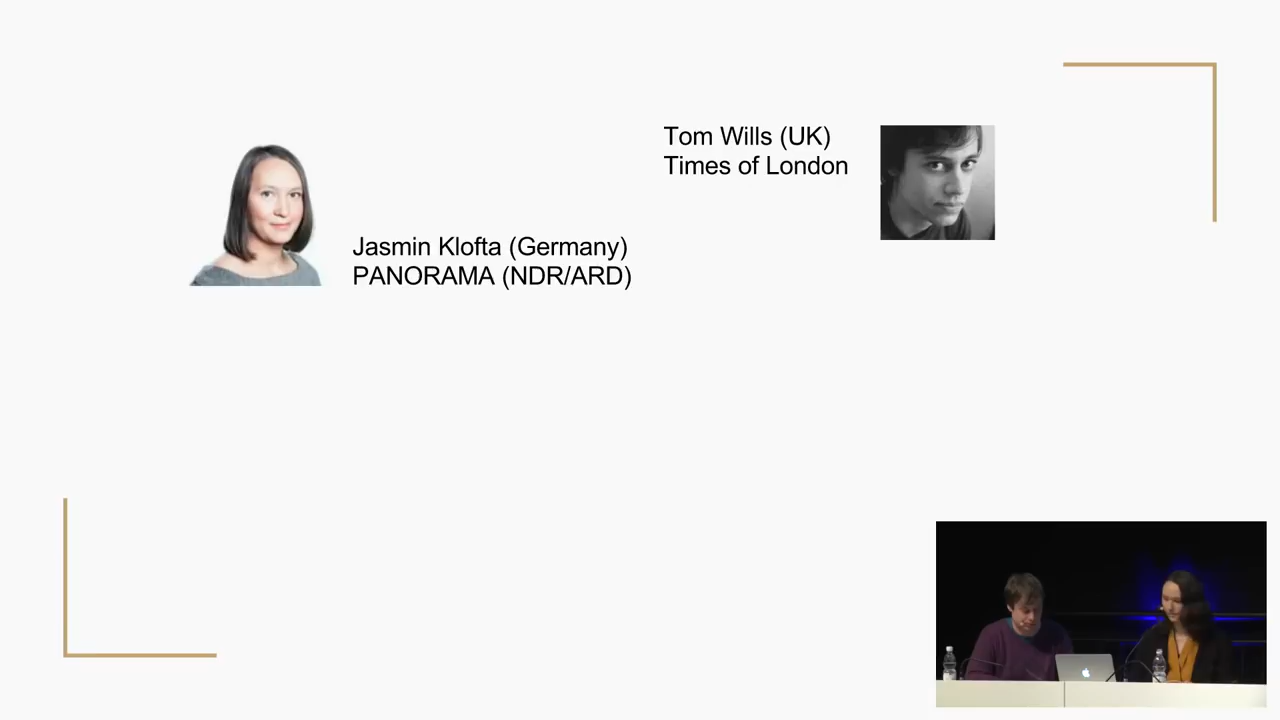 Tom Wills (UK)
Times of London
Jasmin Klofta (Germany)
PANORAMA (NDR/ARD)